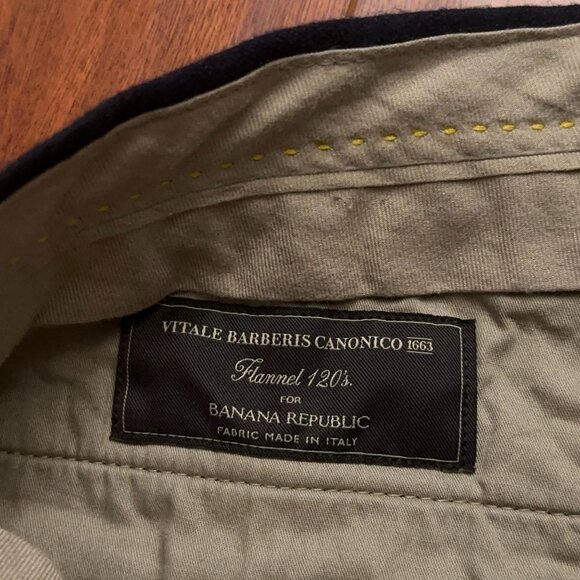 VITALE BARBERIS CANONICO 1663
Flannel 120's.
FOR
BANANA REPUBLIC
FABRIC MADE IN ITALY